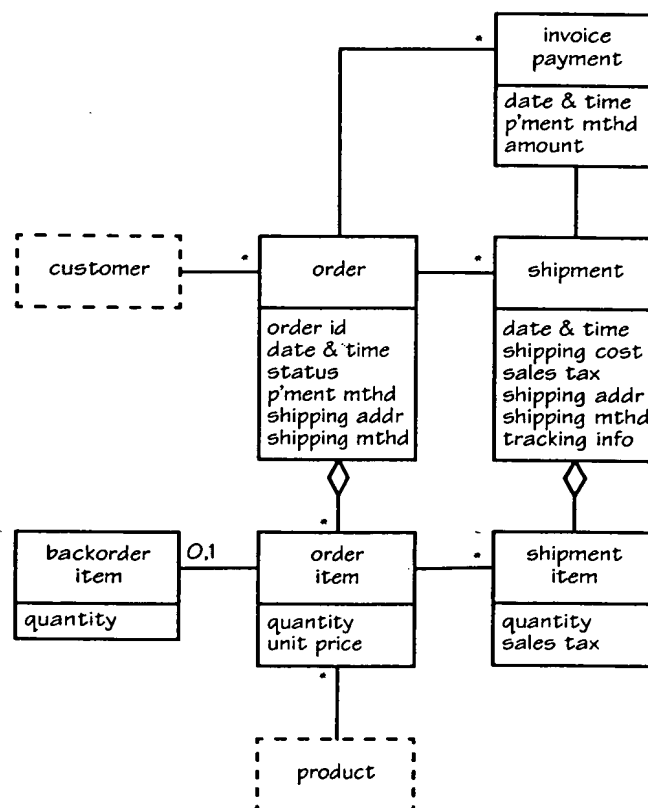 *
invoice
payment
date & time
p'ment mthd
amount
customer
*
order
*
shipment
order id
date & time
status
p'ment mthd
shipping addr
shipping mthd
date & time
shipping cost
sales tax
shipping addr
shipping mthd
tracking info
*
backorder
item
0,1
order
item
*
shipment
item
quantity
quantity
unit price
quantity
sales tax
*
product